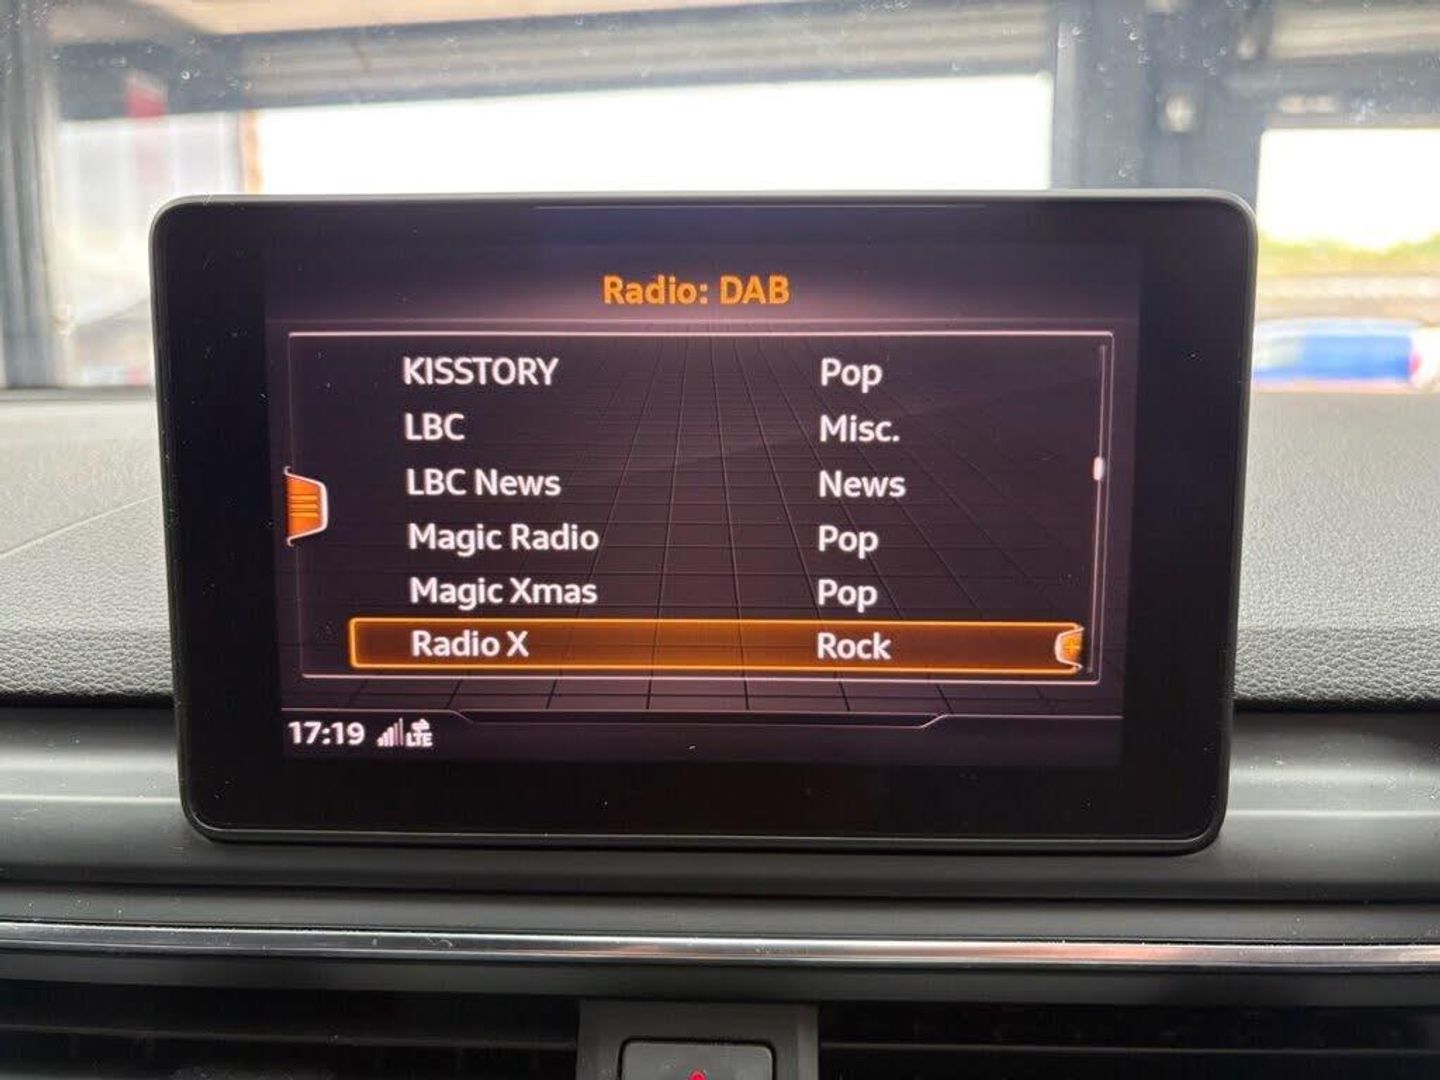 Radio: DAB
KISSTORY Pop
LBC Misc.
LBC News News
Magic Radio Pop
Magic Xmas Pop
Radio X Rock
17:19 LTE